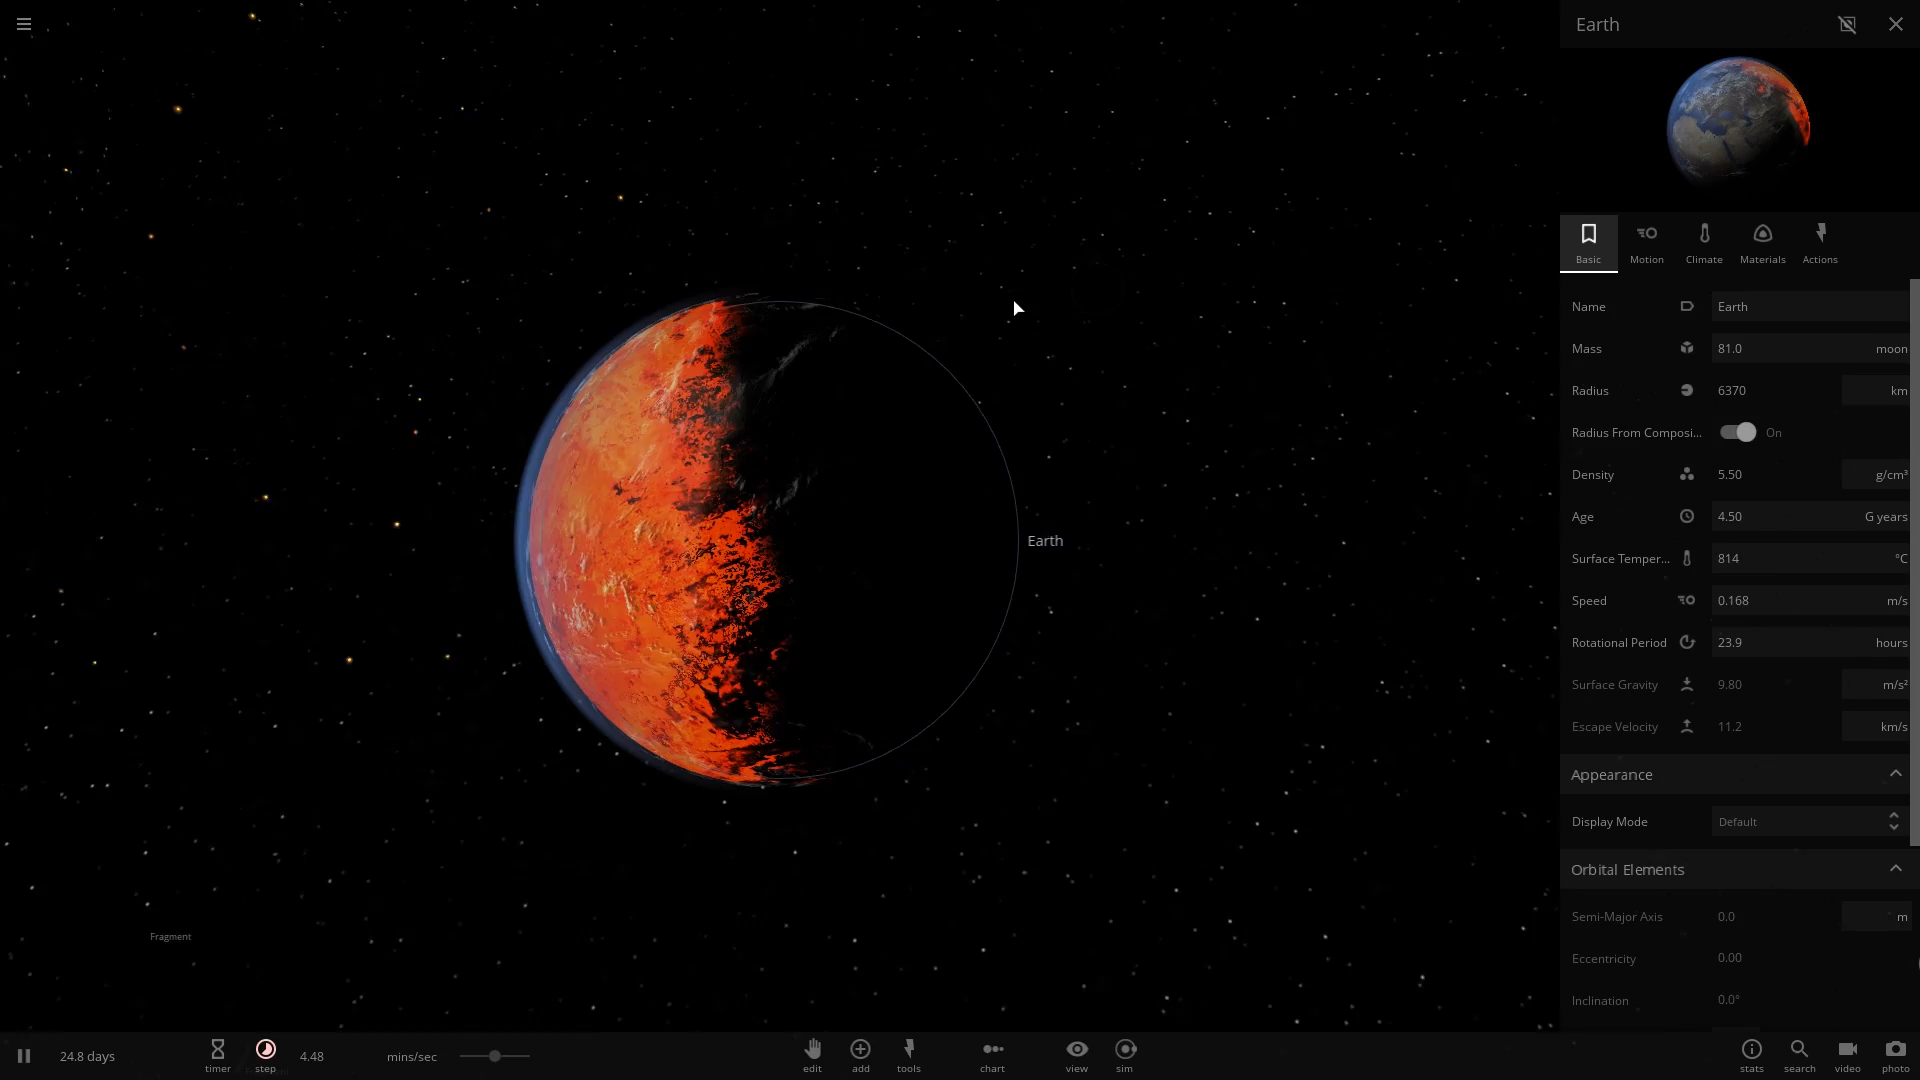 Earth
Basic
Motion
Climate
Materials
Actions
Name Earth
Mass 81.0 moon
Radius 6370 km
Radius From Composi... On
Density 5.50 g/cm³
Age 4.50 G years
Surface Temper... 814 °C
Speed 0.168 m/s
Rotational Period 23.9 hours
Surface Gravity 9.80 m/s²
Escape Velocity 11.2 km/s
Appearance
Display Mode Default
Orbital Elements
Semi-Major Axis 0.0 m
Eccentricity 0.00
Inclination 0.0°
Earth
Fragment
24.8 days
timer
step
4.48 mins/sec
edit
add
tools
chart
view
sim
stats
search
video
photo